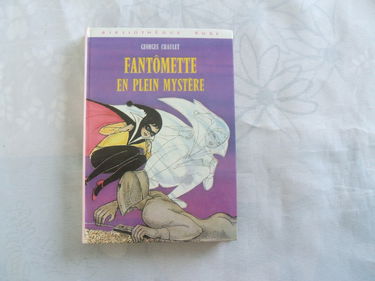 BIBLIOTHÈQUE ROSE
GEORGES CHAULET
FANTÔMETTE
EN PLEIN MYSTÈRE